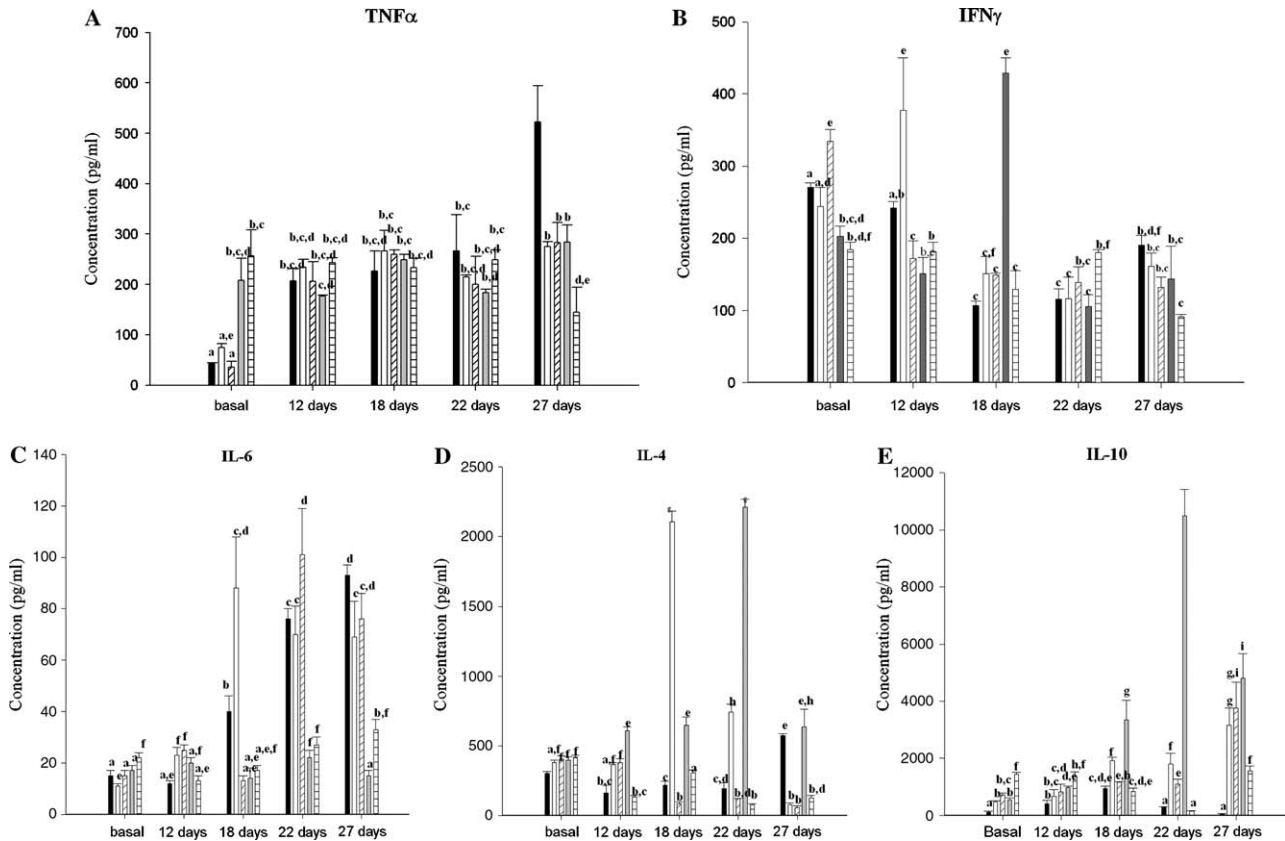 A TNFα
Concentration (pg/ml)
700
600
500
400
300
200
100
0
a a,e a b,c,d b,c
b,c,d b,c,d b,c,d c,d b,c,d
b,c,d b,c b,c b,c,d b,c,d
b,c b,c b,c,d b,d b,c,d
b b b d,e
basal 12 days 18 days 22 days 27 days
B IFNγ
Concentration (pg/ml)
500
400
300
200
100
0
a a,d e b,c,d b,d,f
a,b e c b,c b
c c,f c e c
c c b,c c b,f
b,d,f b,c b,c b,c c
basal 12 days 18 days 22 days 27 days
C IL-6
Concentration (pg/ml)
140
120
100
80
60
40
20
0
a e a a f
a,e f f a,f a,e
b c,d a a,e a,e,f
c c d f f
d c c,d a b,f
basal 12 days 18 days 22 days 27 days
D IL-4
Concentration (pg/ml)
2500
2000
1500
1000
500
0
a,f f a,f f
b,c a,f f e b,c
c b e a
c,d h b,d b
e b b e,h b,d
basal 12 days 18 days 22 days 27 days
E IL-10
Concentration (pg/ml)
12000
10000
8000
6000
4000
2000
0
a b,c b,c f
b,c c,d e,b b,f
c,d,e f e,b g c,d,e
a f e a
a g g,i i f
Basal 12 days 18 days 22 days 27 days